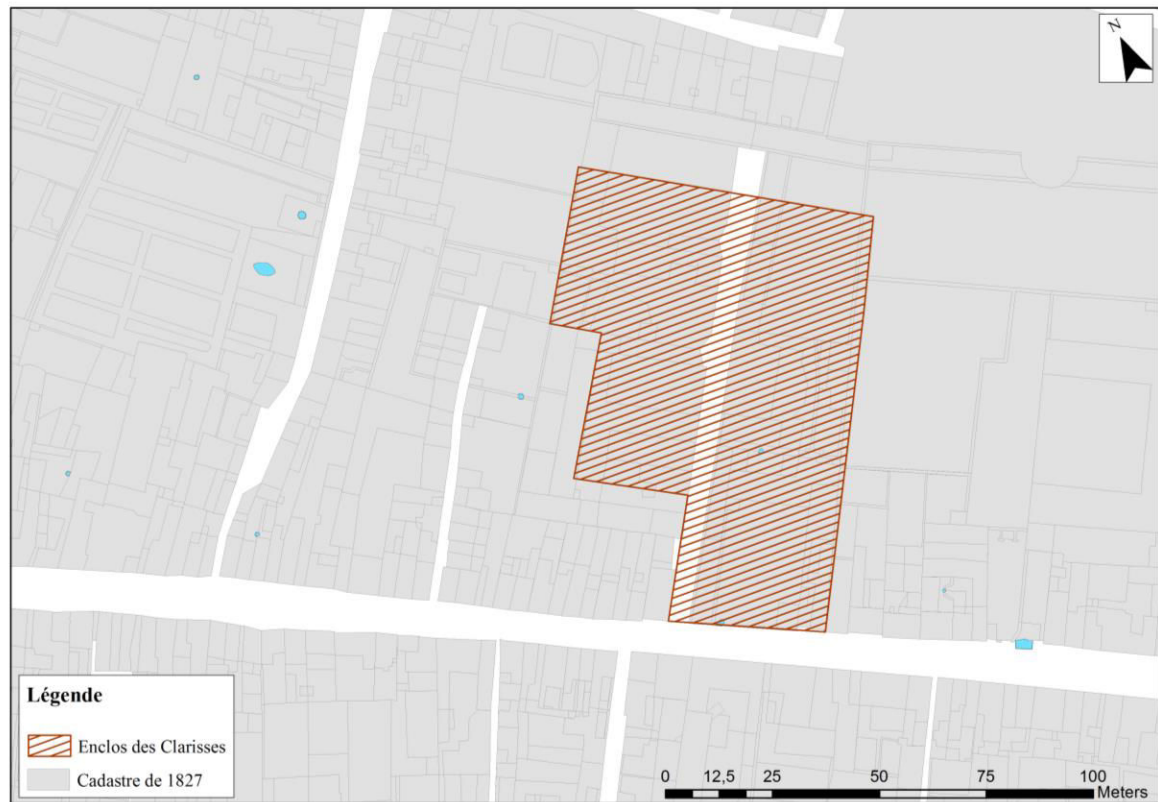 N
Légende
Enclos des Clarisses
Cadastre de 1827
0 12,5 25 50 75 100
Meters